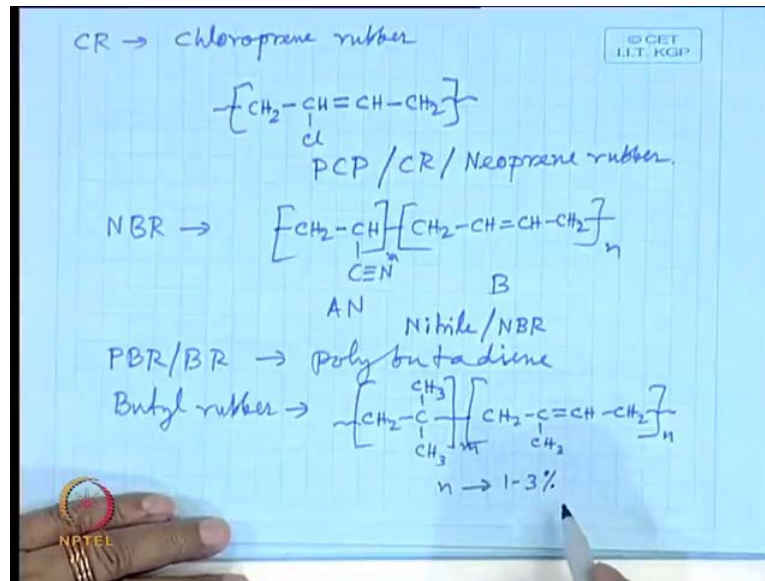 CR → Chloroprene rubber
© CET
I.I.T. KGP
-[CH2-CH=CH-CH2]-
Cl
PCP/CR/Neoprene rubber.
NBR → [CH2-CH]m[CH2-CH=CH-CH2]n
C≡N
AN
B
Nitrile/NBR
PBR/BR → polybutadiene
CH3
Butyl rubber → -[CH2-C]m[CH2-C=CH-CH2]n-
CH3 CH3
n → 1-3%
NPTEL